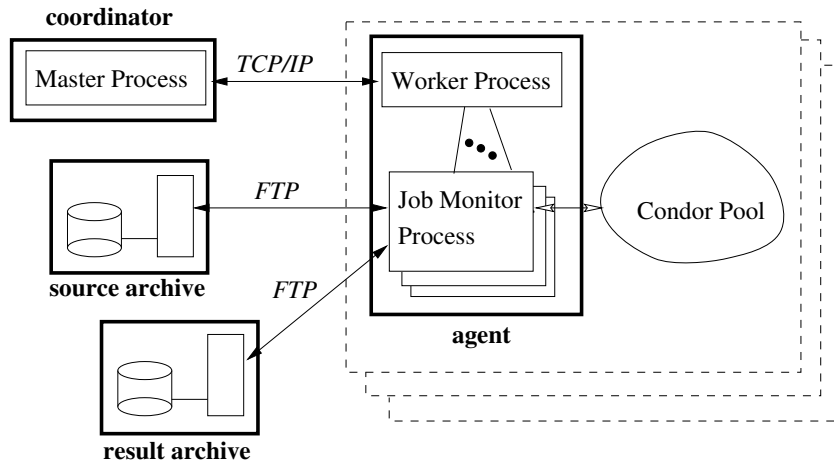 coordinator
Master Process
TCP/IP
Worker Process
FTP
Job Monitor
Process
Condor Pool
source archive
FTP
agent
result archive